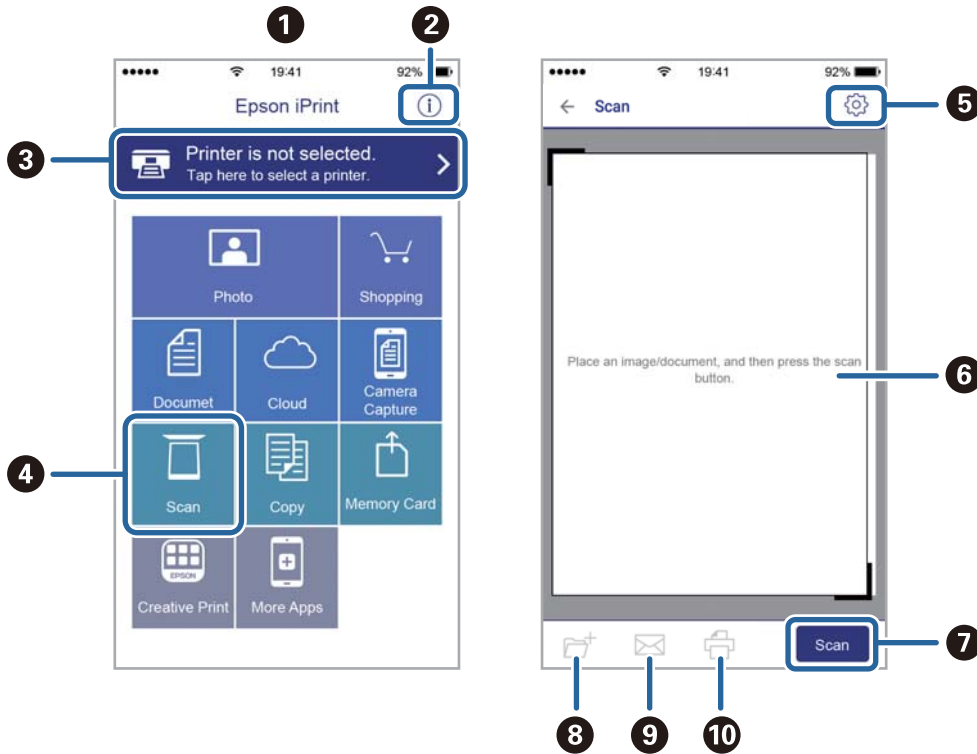 1
2
19:41
92%
Epson iPrint
i
3
Printer is not selected.
Tap here to select a printer.
Photo
Shopping
Documet
Cloud
Camera
Capture
4
Scan
Copy
Memory Card
EPSON
Creative Print
More Apps
19:41
92%
Scan
5
Place an image/document, and then press the scan
button.
6
Scan
7
8
9
10